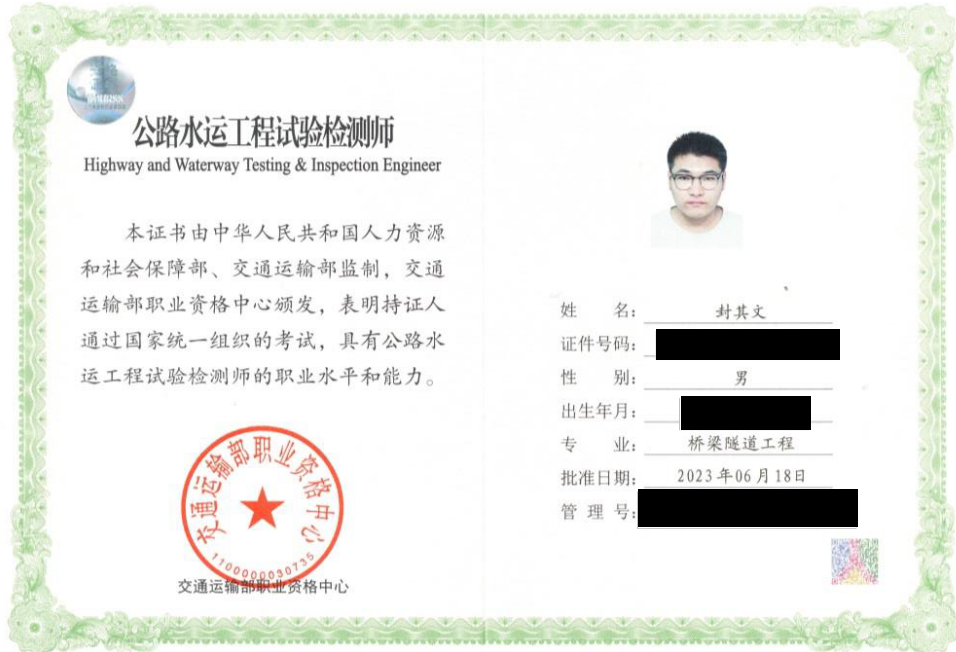 公路水运工程试验检测师
Highway and Waterway Testing & Inspection Engineer
本证书由中华人民共和国人力资源
和社会保障部、交通运输部监制，交通
运输部职业资格中心颁发，表明持证人
通过国家统一组织的考试，具有公路水
运工程试验检测师的职业水平和能力。
交通运输部职业资格中心
1100000030735
交通运输部职业资格中心
姓 名： 封其文
证件号码：
性 别： 男
出生年月：
专 业： 桥梁隧道工程
批准日期： 2023年06月18日
管 理 号：